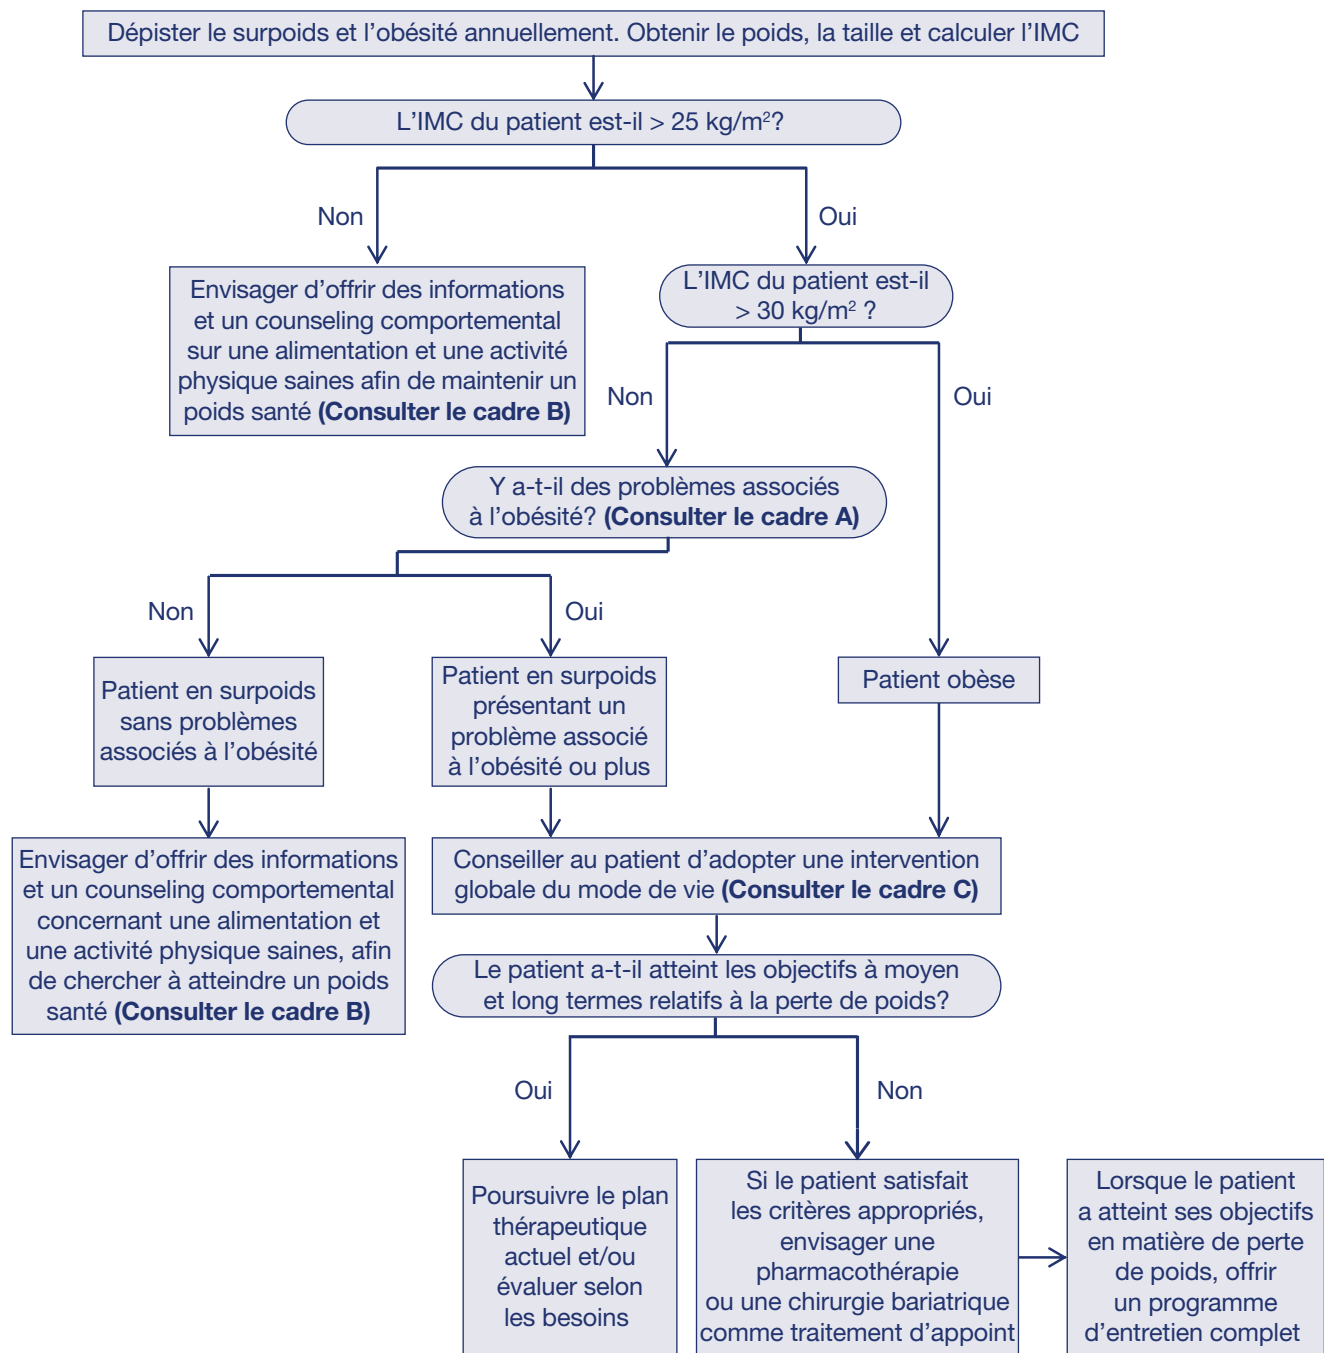 Dépister le surpoids et l’obésité annuellement. Obtenir le poids, la taille et calculer l’IMC
L’IMC du patient est-il > 25 kg/m²?
Non
Oui
Envisager d’offrir des informations
et un counseling comportemental
sur une alimentation et une activité
physique saines afin de maintenir un
poids santé (Consulter le cadre B)
L’IMC du patient est-il
> 30 kg/m² ?
Non
Oui
Y a-t-il des problèmes associés
à l’obésité? (Consulter le cadre A)
Non
Oui
Patient en surpoids
sans problèmes
associés à l’obésité
Patient en surpoids
présentant un
problème associé
à l’obésité ou plus
Patient obèse
Envisager d’offrir des informations
et un counseling comportemental
concernant une alimentation et
une activité physique saines, afin
de chercher à atteindre un poids
santé (Consulter le cadre B)
Conseiller au patient d’adopter une intervention
globale du mode de vie (Consulter le cadre C)
Le patient a-t-il atteint les objectifs à moyen
et long termes relatifs à la perte de poids?
Oui
Non
Poursuivre le plan
thérapeutique
actuel et/ou
évaluer selon
les besoins
Si le patient satisfait
les critères appropriés,
envisager une
pharmacothérapie
ou une chirurgie bariatrique
comme traitement d’appoint
Lorsque le patient
a atteint ses objectifs
en matière de perte
de poids, offrir
un programme
d’entretien complet